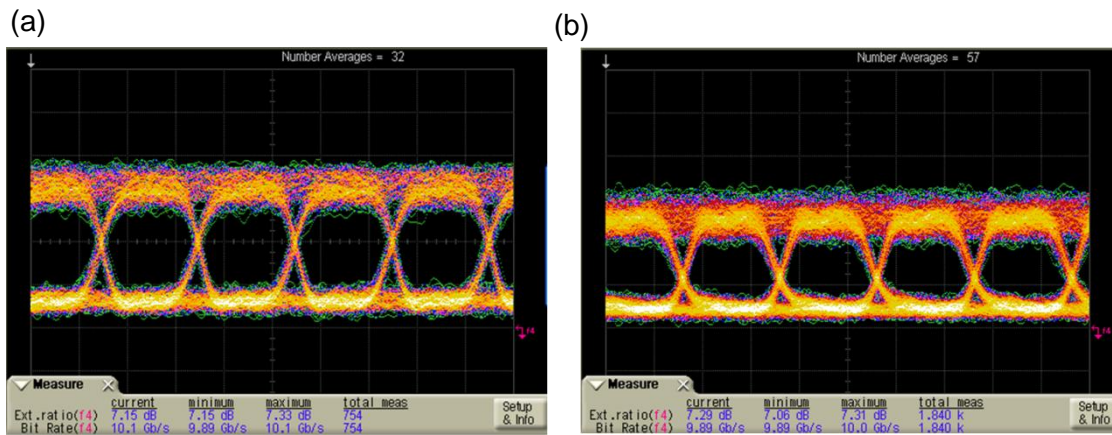 (a)
Number Averages = 32
f4
Measure
current minimum maximum total meas
Ext.ratio(f4) 7.15 dB 7.15 dB 7.33 dB 754
Bit Rate(f4) 10.1 Gb/s 9.89 Gb/s 10.1 Gb/s 754
Setup
& Info
(b)
Number Averages = 57
f4
Measure
current minimum maximum total meas
Ext.ratio(f4) 7.29 dB 7.06 dB 7.31 dB 1.840 k
Bit Rate(f4) 9.89 Gb/s 9.89 Gb/s 10.0 Gb/s 1.840 k
Setup
& Info